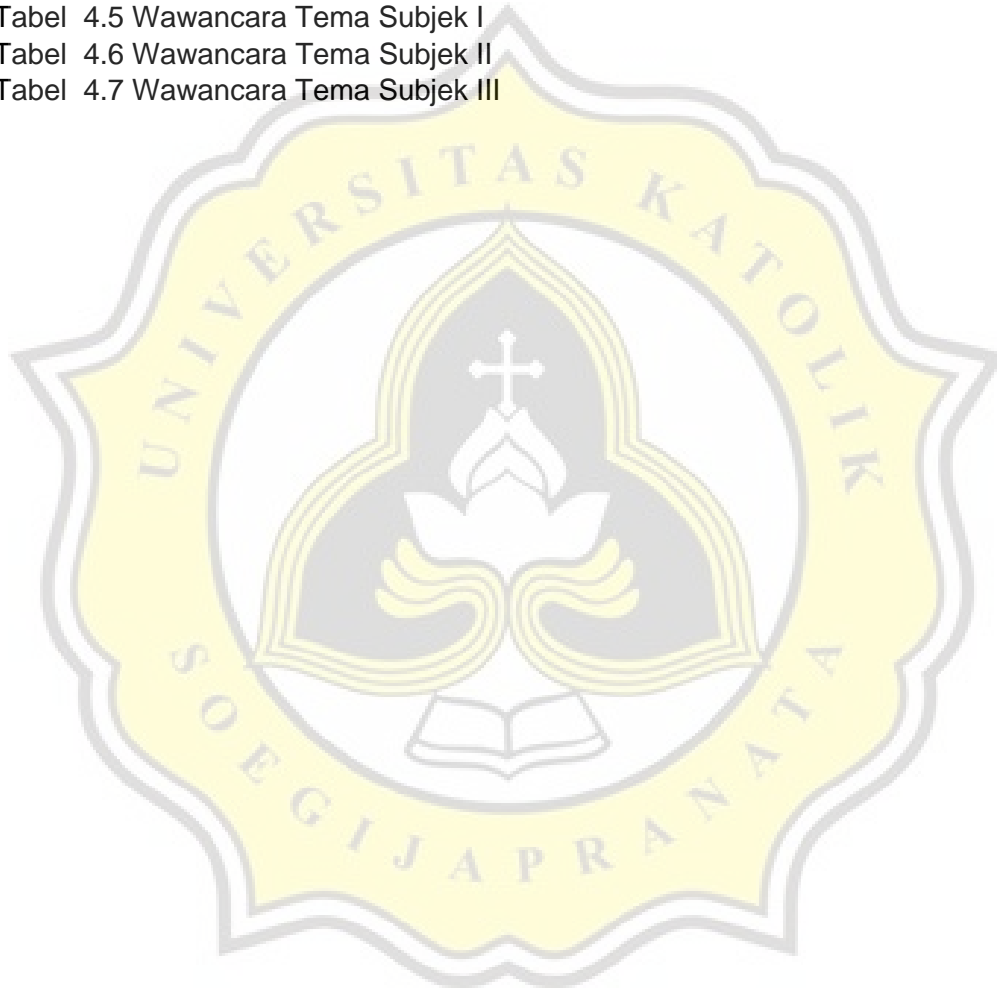 Tabel 4.5 Wawancara Tema Subjek I
Tabel 4.6 Wawancara Tema Subjek II
Tabel 4.7 Wawancara Tema Subjek III
UNIVERSITAS KATOLIK
SOEGIJAPRANATA